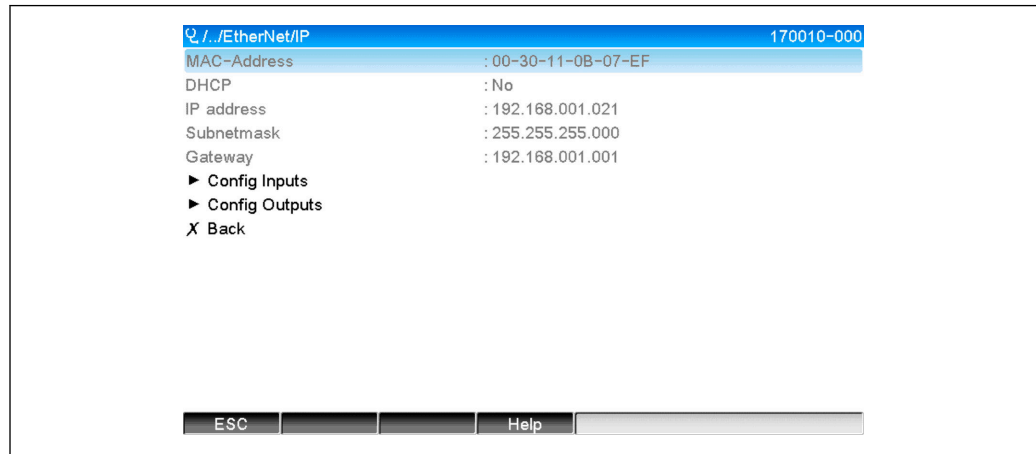 /../EtherNet/IP 170010-000
MAC-Address : 00-30-11-0B-07-EF
DHCP : No
IP address : 192.168.001.021
Subnetmask : 255.255.255.000
Gateway : 192.168.001.001
► Config Inputs
► Config Outputs
X Back
ESC Help